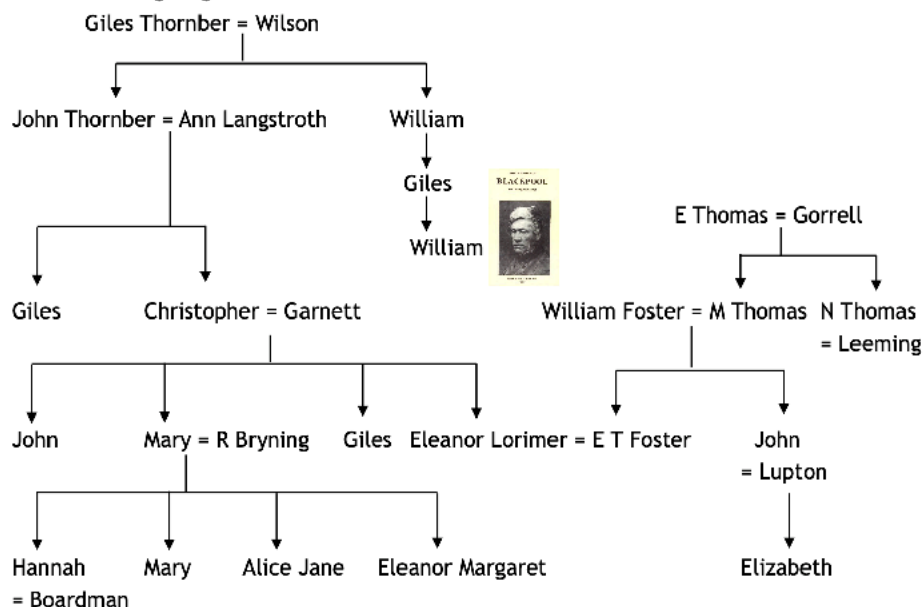 Giles Thornber = Wilson
John Thornber = Ann Langstroth
William
Giles
BLACKPOOL
William
E Thomas = Gorrell
Giles
Christopher = Garnett
William Foster = M Thomas
N Thomas
= Leeming
John
Mary = R Bryning
Giles
Eleanor Lorimer = E T Foster
John
= Lupton
Hannah
= Boardman
Mary
Alice Jane
Eleanor Margaret
Elizabeth